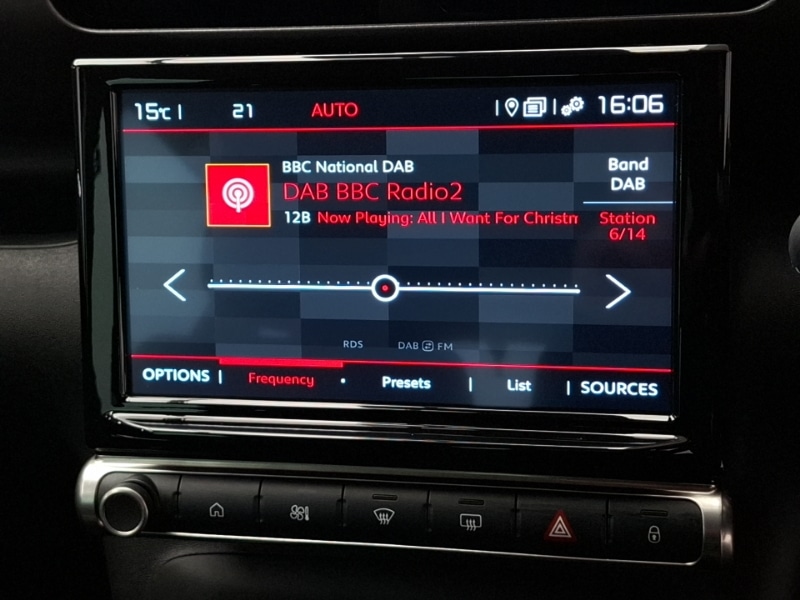 15°C | 21 AUTO | | 16:06
BBC National DAB
DAB BBC Radio2
12B Now Playing: All I Want For Christm
Band
DAB
Station
6/14
RDS DAB FM
OPTIONS | Frequency • Presets | List | SOURCES